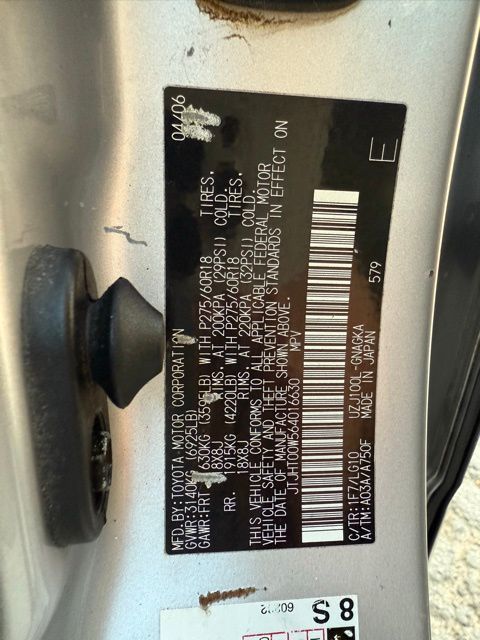 MFD.BY:TOYOTA MOTOR CORPORATION 04/06
GVWR:3140KG (6925LB)
GAWR:FRT. 1630KG (3595LB) WITH P275/60R18 TIRES,
18X8J RIMS, AT 200KPA (29PSI) COLD.
RR. 1915KG (4220LB) WITH P275/60R18 TIRES,
18X8J RIMS, AT 220KPA (32PSI) COLD.
THIS VEHICLE CONFORMS TO ALL APPLICABLE FEDERAL MOTOR
VEHICLE SAFETY AND THEFT PREVENTION STANDARDS IN EFFECT ON
THE DATE OF MANUFACTURE SHOWN ABOVE.
JTJHT00W564016630 MPV
E
C/TR:1F7/LG10 UZJ100L-GNAGKA
A/TM:A03A/A750F MADE IN JAPAN
579
8 S